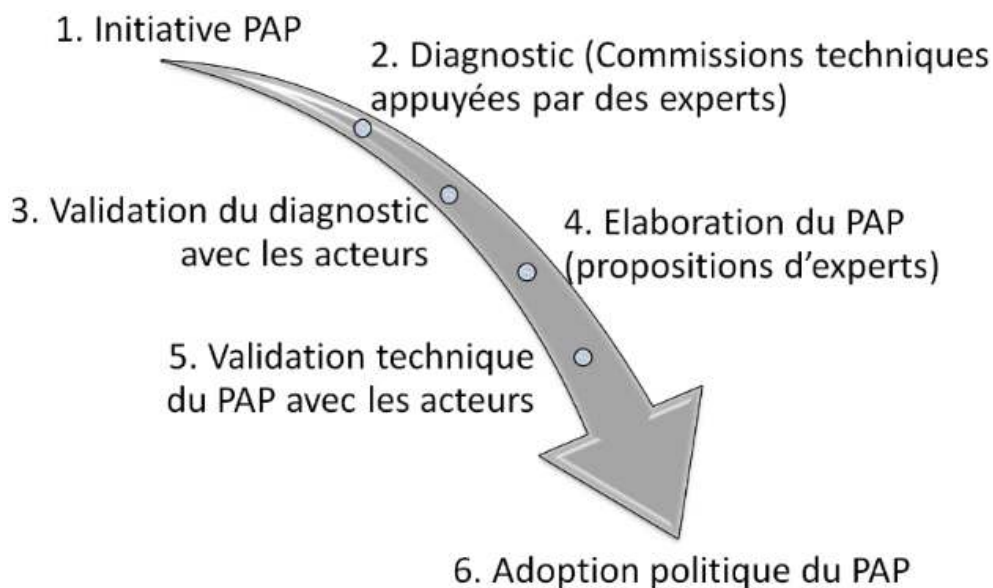 1. Initiative PAP
2. Diagnostic (Commissions techniques
appuyées par des experts)
3. Validation du diagnostic
avec les acteurs
4. Elaboration du PAP
(propositions d’experts)
5. Validation technique
du PAP avec les acteurs
6. Adoption politique du PAP